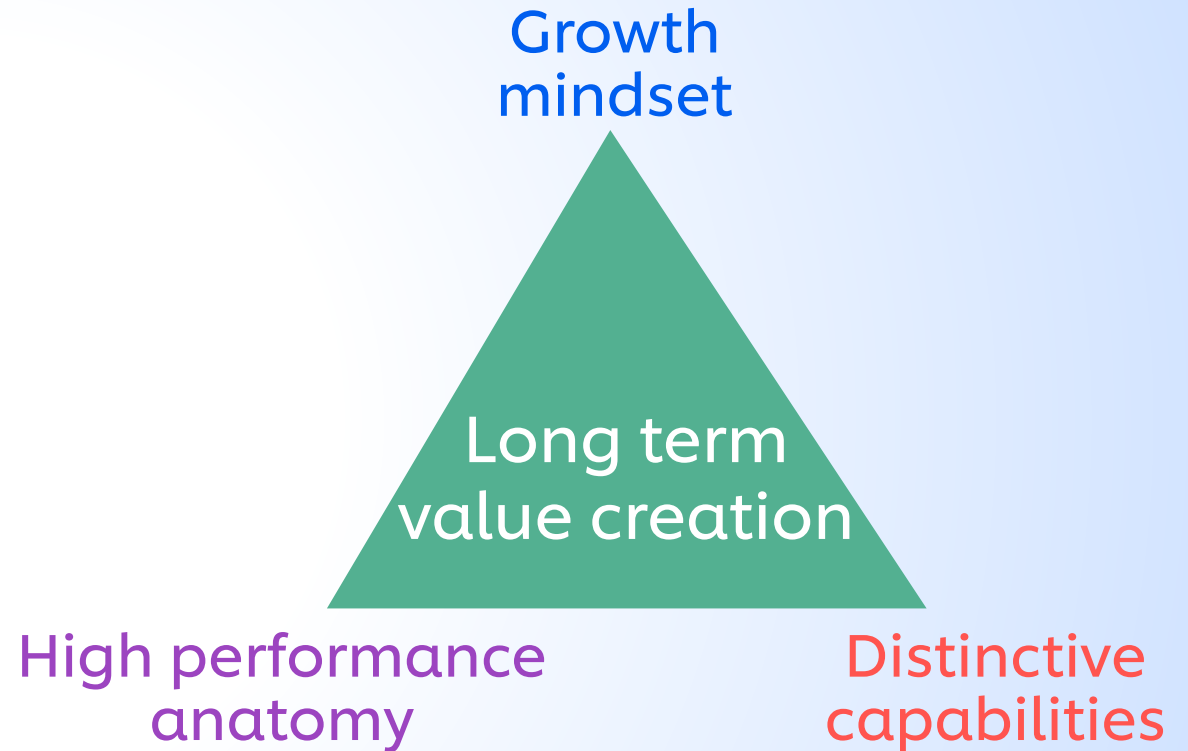 Growth
mindset
Long term
value creation
High performance
anatomy
Distinctive
capabilities